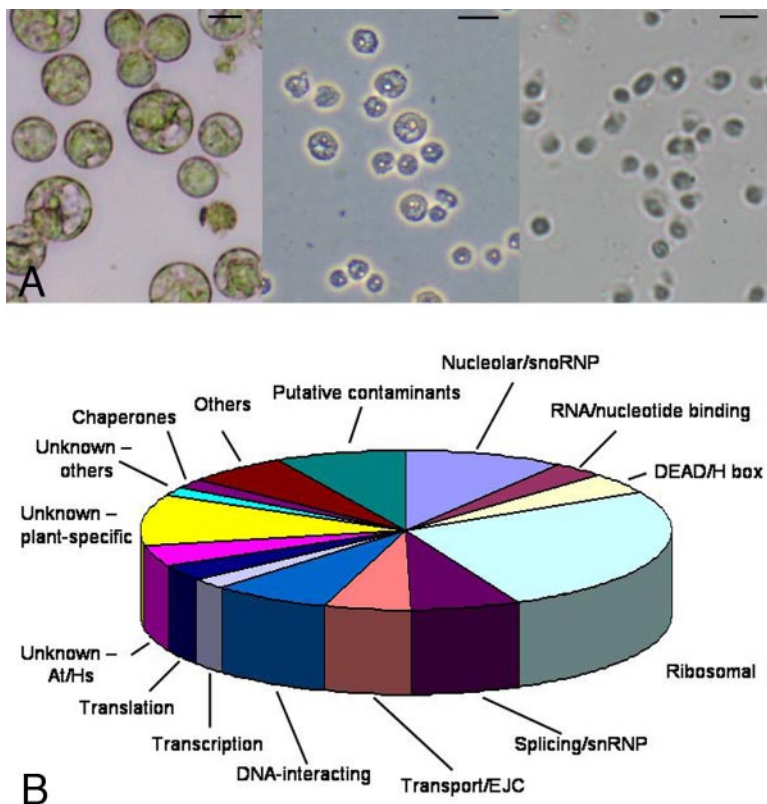 A
Nucleolar/snoRNP
Putative contaminants
RNA/nucleotide binding
Others
Chaperones
DEAD/H box
Unknown –
others
Unknown –
plant-specific
Unknown –
At/Hs
Ribosomal
Translation
Transcription
Splicing/snRNP
DNA-interacting
Transport/EJC
B